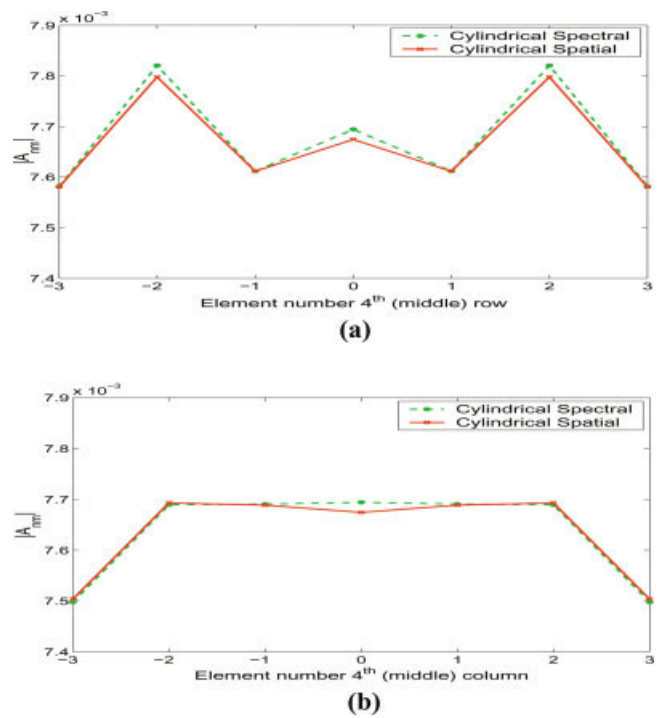 7.9 × 10⁻³
Cylindrical Spectral
Cylindrical Spatial
7.8
7.7
7.6
7.5
7.4
|Aₙₘ|
−3 −2 −1 0 1 2 3
Element number 4ᵗʰ (middle) row
(a)
7.9 × 10⁻³
Cylindrical Spectral
Cylindrical Spatial
7.8
7.7
7.6
7.5
7.4
|Aₙₘ|
−3 −2 −1 0 1 2 3
Element number 4ᵗʰ (middle) column
(b)